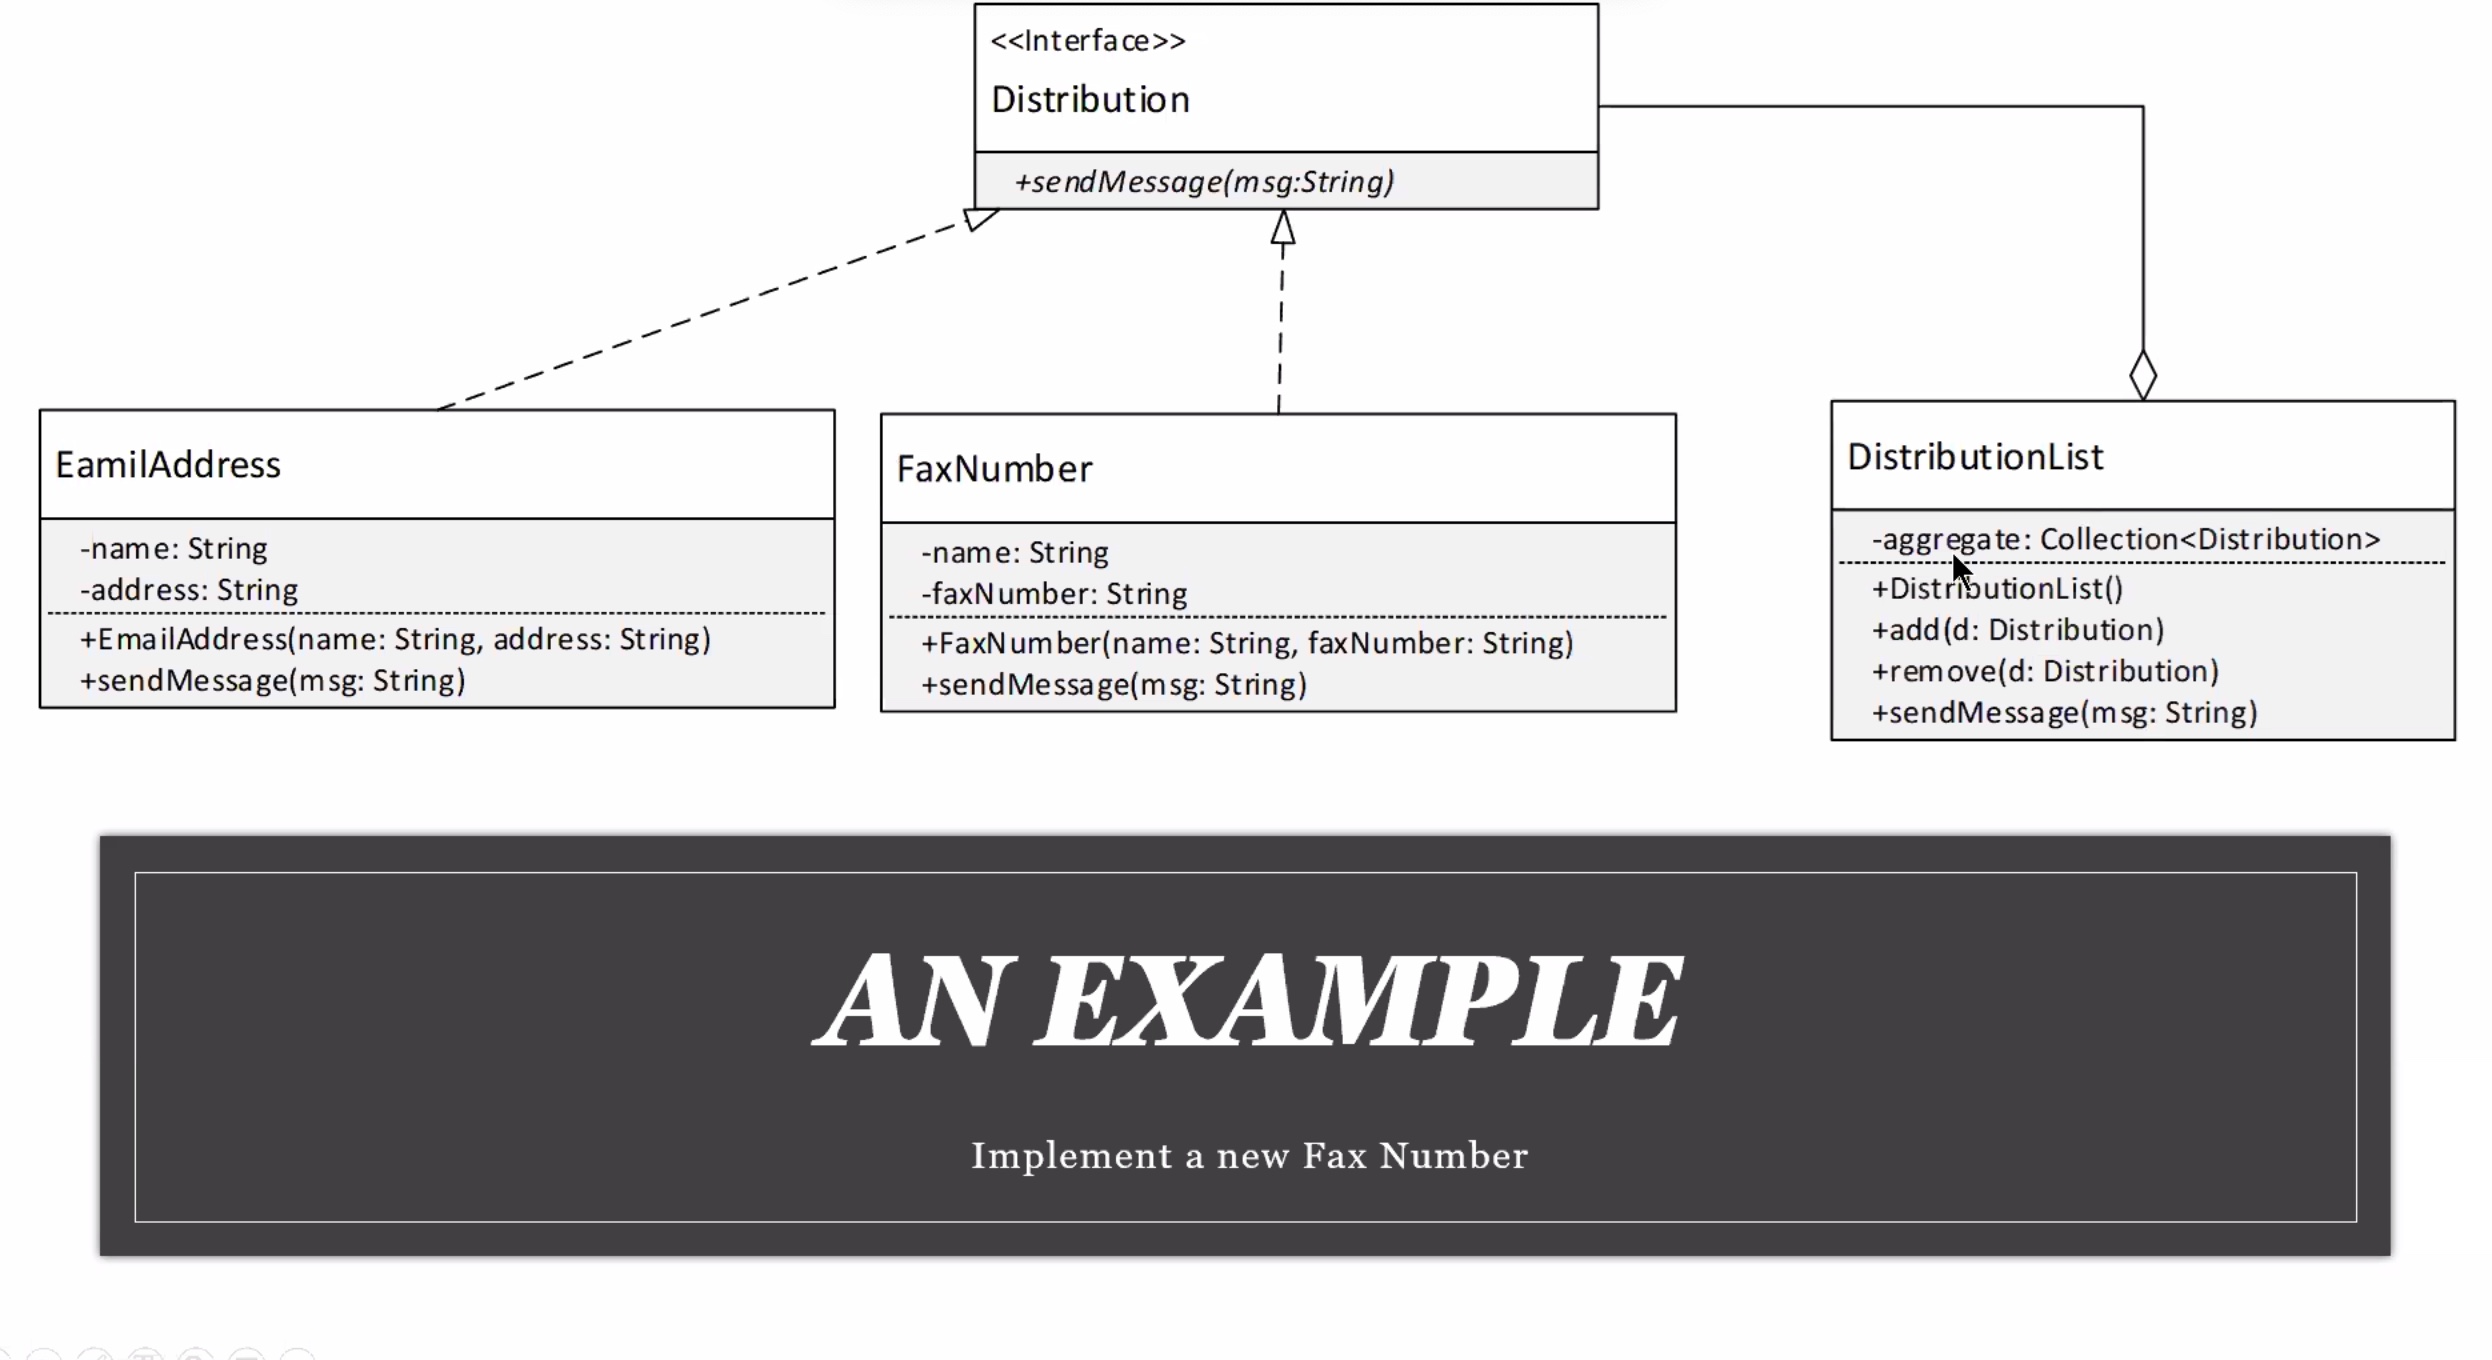 <<Interface>>
Distribution
+sendMessage(msg:String)
EamilAddress
-name: String
-address: String
+EmailAddress(name: String, address: String)
+sendMessage(msg: String)
FaxNumber
-name: String
-faxNumber: String
+FaxNumber(name: String, faxNumber: String)
+sendMessage(msg: String)
DistributionList
-aggregate: Collection<Distribution>
+DistributionList()
+add(d: Distribution)
+remove(d: Distribution)
+sendMessage(msg: String)
AN EXAMPLE
Implement a new Fax Number